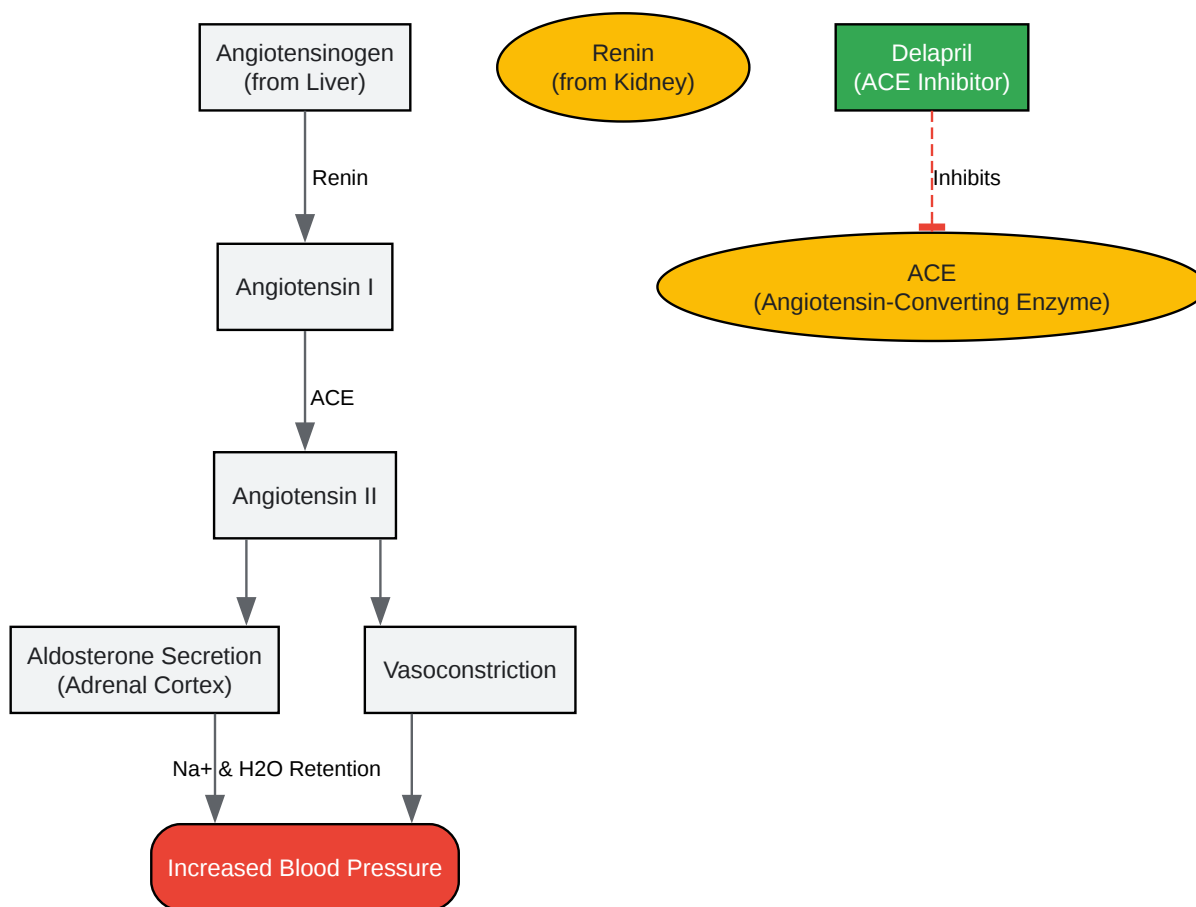 Angiotensinogen
(from Liver)
Renin
(from Kidney)
Delapril
(ACE Inhibitor)
Renin
Inhibits
Angiotensin I
ACE
(Angiotensin-Converting Enzyme)
ACE
Angiotensin II
Aldosterone Secretion
(Adrenal Cortex)
Vasoconstriction
Na+ & H2O Retention
Increased Blood Pressure